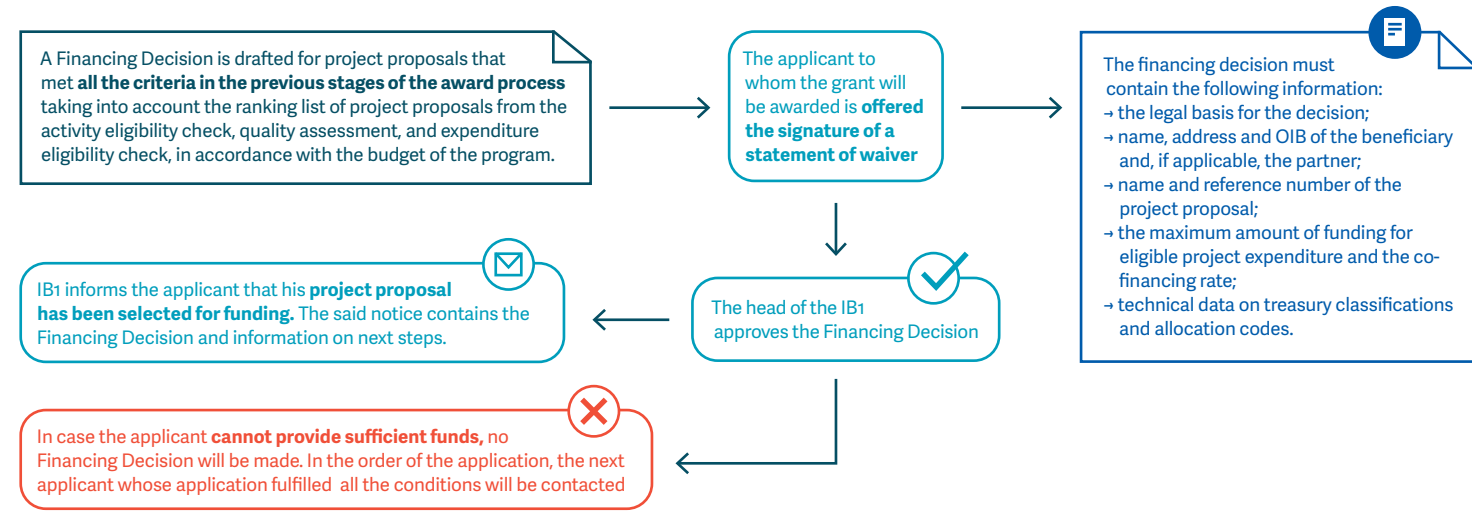 A Financing Decision is drafted for project proposals that
met all the criteria in the previous stages of the award process
taking into account the ranking list of project proposals from the
activity eligibility check, quality assessment, and expenditure
eligibility check, in accordance with the budget of the program.
The applicant to
whom the grant will
be awarded is offered
the signature of a
statement of waiver
The financing decision must
contain the following information:
→ the legal basis for the decision;
→ name, address and OIB of the beneficiary
and, if applicable, the partner;
→ name and reference number of the
project proposal;
→ the maximum amount of funding for
eligible project expenditure and the co-
financing rate;
→ technical data on treasury classifications
and allocation codes.
The head of the IB1
approves the Financing Decision
IB1 informs the applicant that his project proposal
has been selected for funding. The said notice contains the
Financing Decision and information on next steps.
In case the applicant cannot provide sufficient funds, no
Financing Decision will be made. In the order of the application, the next
applicant whose application fulfilled all the conditions will be contacted